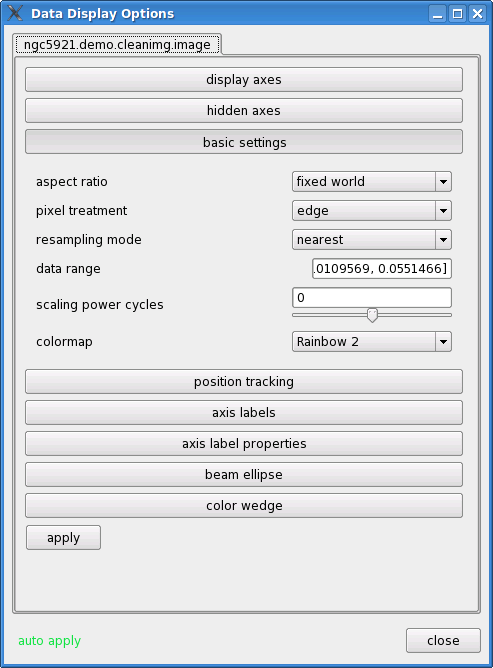 Data Display Options
ngc5921.demo.cleanimg.image
display axes
hidden axes
basic settings
aspect ratio fixed world
pixel treatment edge
resampling mode nearest
data range 0109569, 0.0551466]
scaling power cycles 0
colormap Rainbow 2
position tracking
axis labels
axis label properties
beam ellipse
color wedge
apply
auto apply close